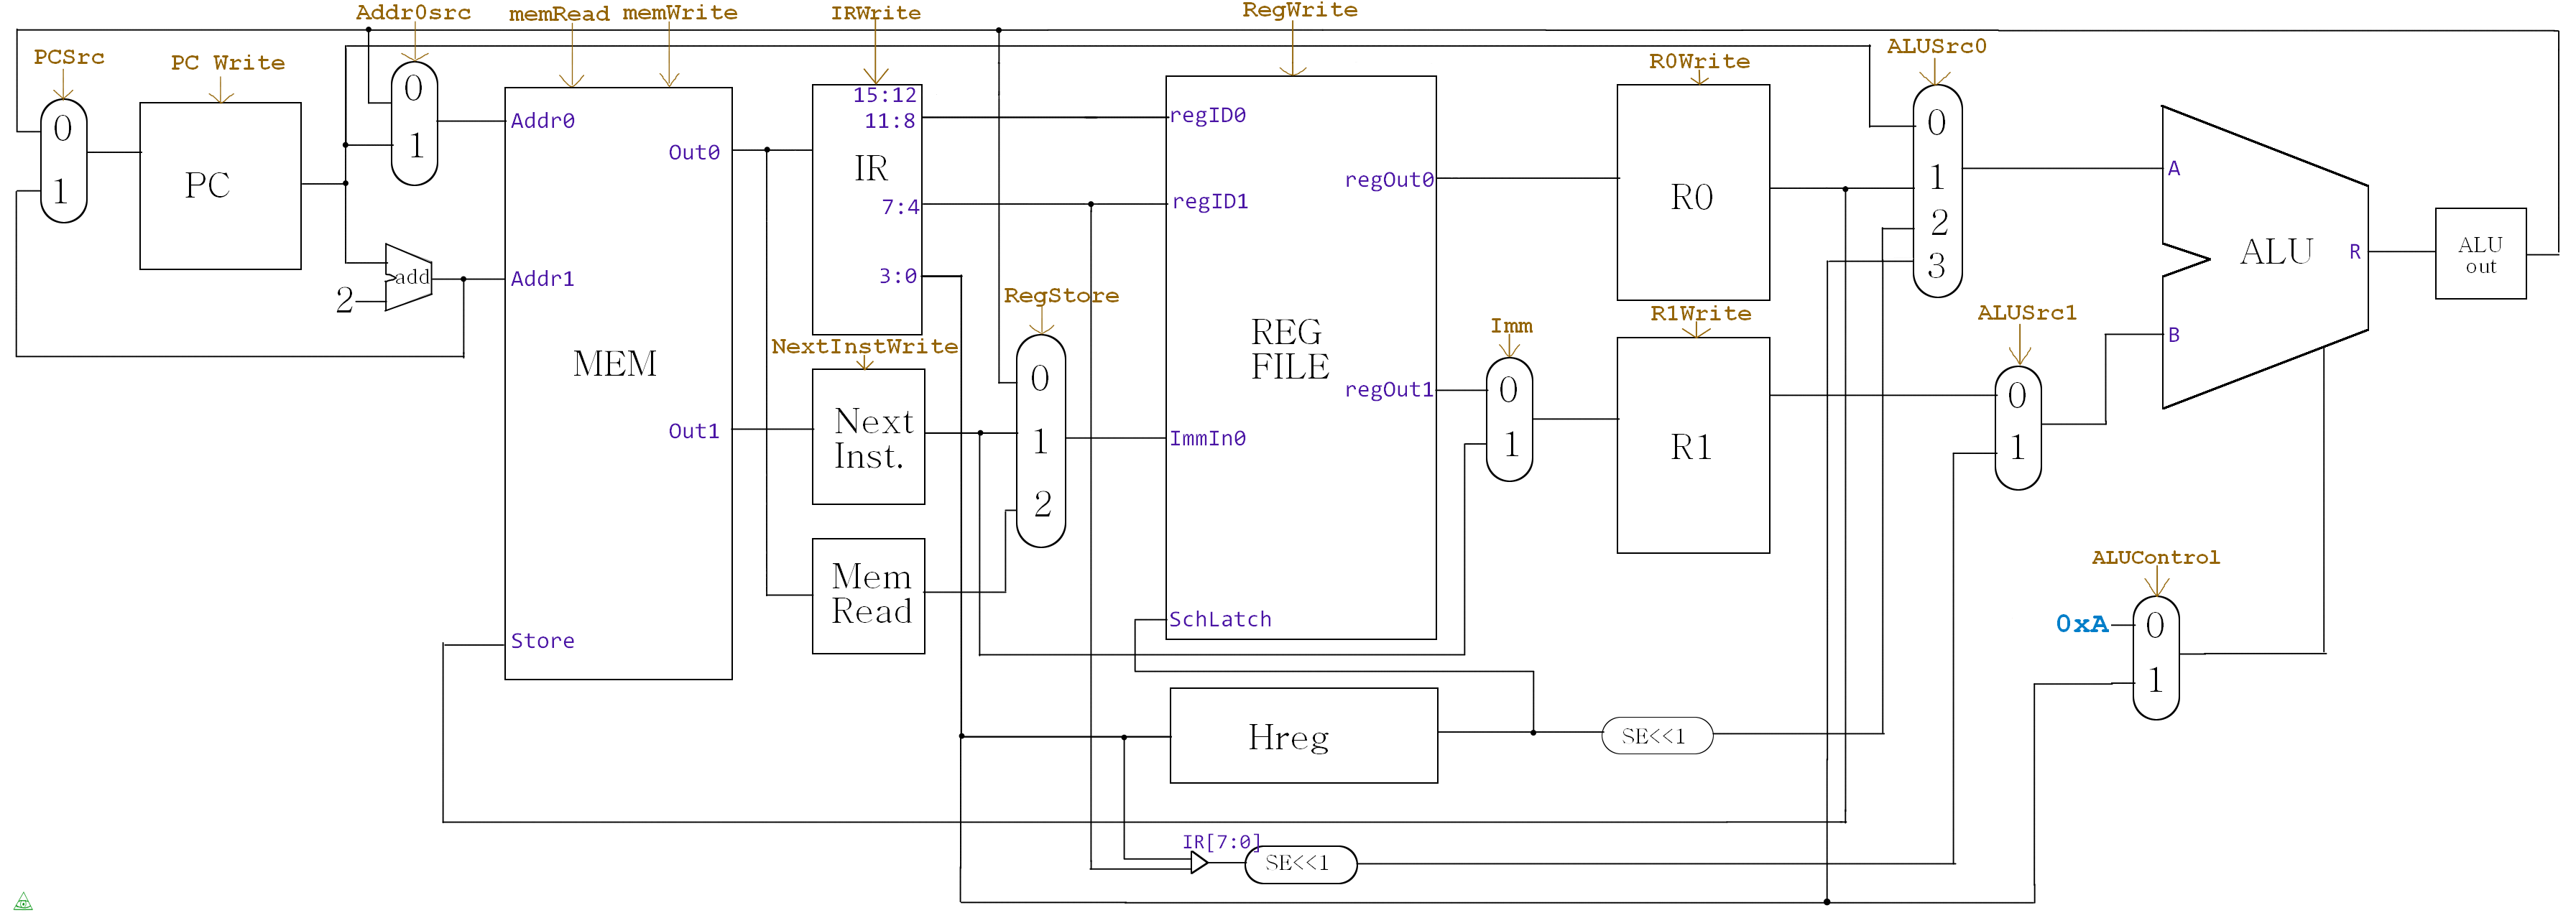 Addr0src
memRead
memWrite
IRWrite
RegWrite
PCSrc
PC Write
R0Write
ALUSrc0
0
1
PC
0
1
Addr0
Out0
MEM
Addr1
Out1
Store
add
2
15:12
11:8
IR
7:4
3:0
NextInstWrite
Next
Inst.
Mem
Read
RegStore
0
1
2
regID0
regID1
regOut0
REG
FILE
regOut1
ImmIn0
SchLatch
Imm
0
1
R0
R1Write
R1
0
1
2
3
ALUSrc1
0
1
A
B
ALU
R
ALU
out
ALUControl
0xA
0
1
Hreg
SE<<1
IR[7:0]
SE<<1